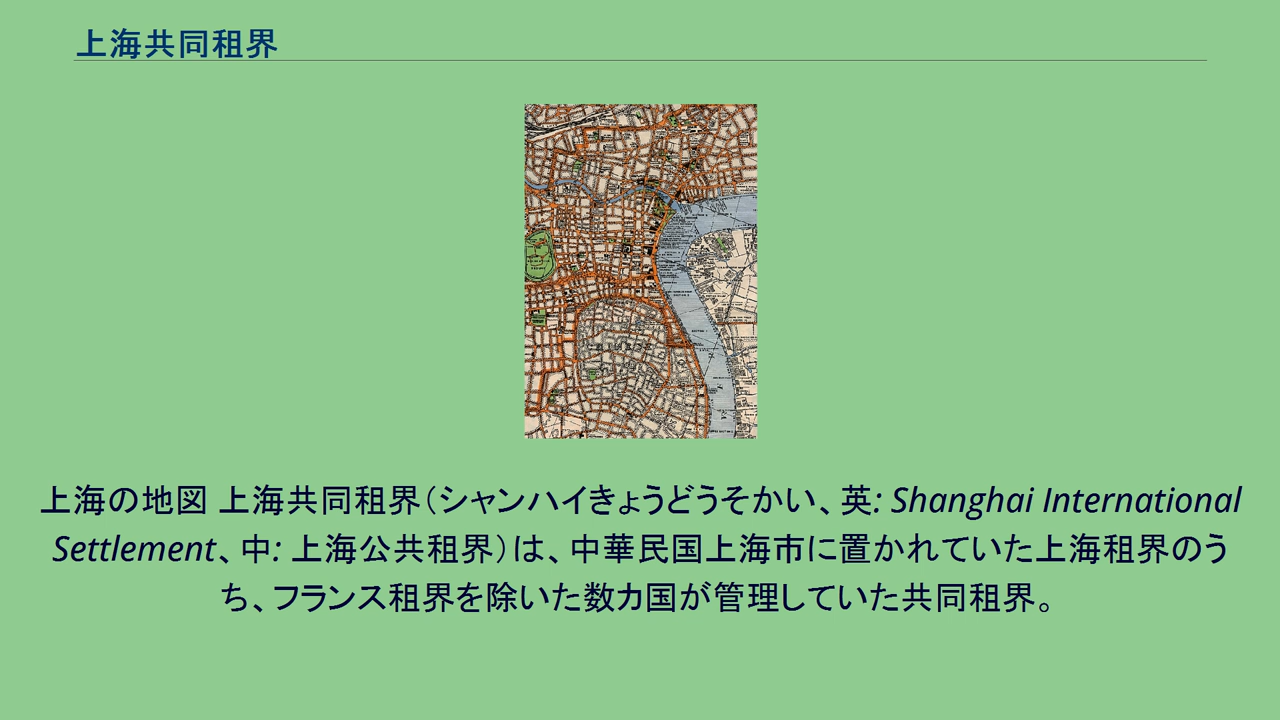 上海共同租界
上海の地図 上海共同租界（シャンハイきょうどうそかい、英: Shanghai International
Settlement、中: 上海公共租界）は、中華民国上海市に置かれていた上海租界のう
ち、フランス租界を除いた数カ国が管理していた共同租界。